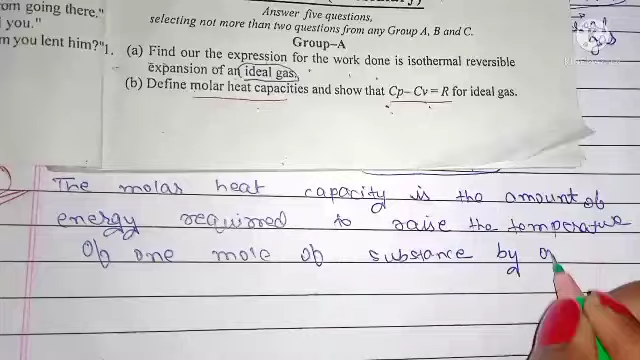 om going there."
l you."
m you lent him?"
Answer five questions,
selecting not more than two questions from any Group A, B and C.
Group–A
1. (a) Find our the expression for the work done is isothermal reversible
expansion of an ideal gas.
(b) Define molar heat capacities and show that Cp– Cv = R for ideal gas.
The molar heat capacity is the amount of
energy required to raise the temperature
of one mole of substance by o